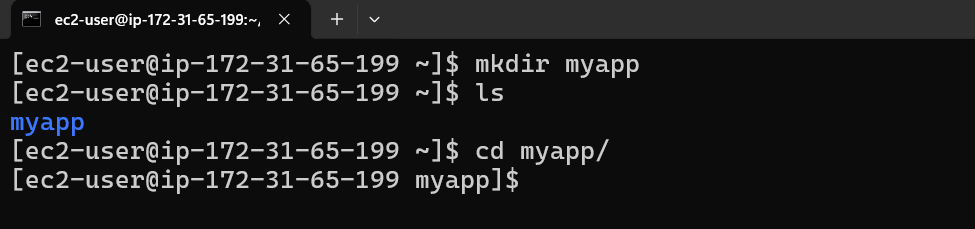 ec2-user@ip-172-31-65-199:~/
[ec2-user@ip-172-31-65-199 ~]$ mkdir myapp
[ec2-user@ip-172-31-65-199 ~]$ ls
myapp
[ec2-user@ip-172-31-65-199 ~]$ cd myapp/
[ec2-user@ip-172-31-65-199 myapp]$